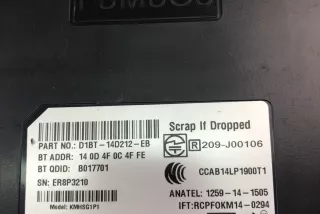 Scrap If Dropped
PART NO.: D1BT-14D212-EB
R 209-J00106
BT ADDR: 14 0D 4F 0C 4F FE
BT QDID: B017701
CCAB14LP1900T1
SN: ER8P3210
ANATEL: 1259-14-1505
Model: KMHSG1P1
IFT:RCPFOKM14-0294